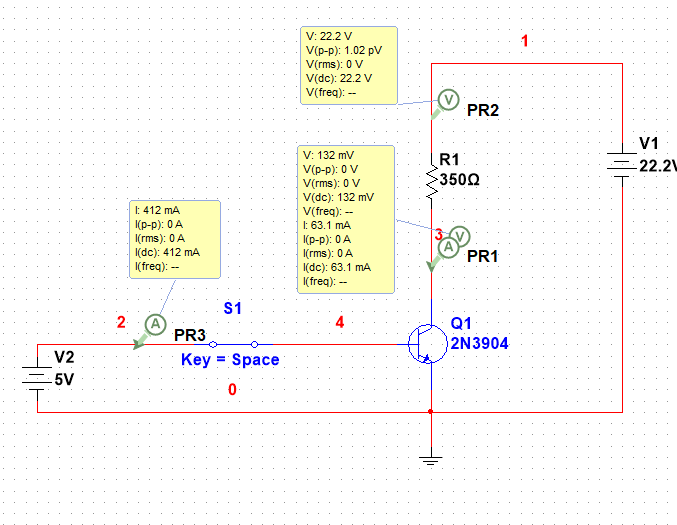 V: 22.2 V
V(p-p): 1.02 pV
V(rms): 0 V
V(dc): 22.2 V
V(freq): --
1
V
PR2
V1
22.2V
R1
350Ω
V: 132 mV
V(p-p): 0 V
V(rms): 0 V
V(dc): 132 mV
V(freq): --
I: 63.1 mA
I(p-p): 0 A
I(rms): 0 A
I(dc): 63.1 mA
I(freq): --
3
V
A
PR1
I: 412 mA
I(p-p): 0 A
I(rms): 0 A
I(dc): 412 mA
I(freq): --
2
A
PR3
S1
Key = Space
4
Q1
2N3904
V2
5V
0